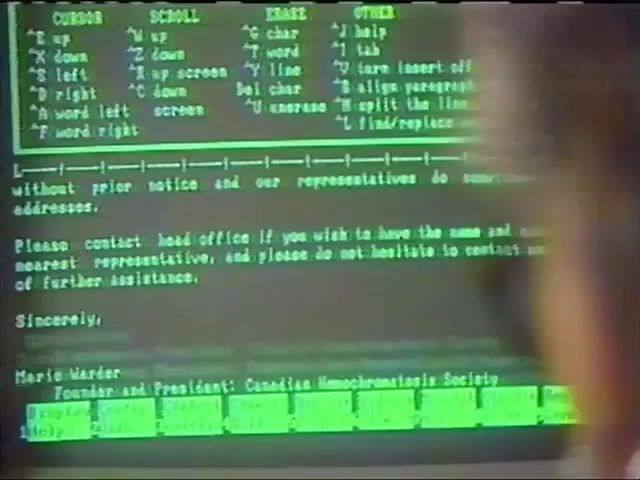 CURSOR SCROLL ERASE OTHER
^E up ^W up ^G char ^J help
^X down ^Z down ^T word ^I tab
^S left ^R up screen ^Y line ^V turn insert off
^D right ^C down Del char ^B align paragraph
^A word left screen ^U unerase ^N split the line
^F word right ^L find/replace
without prior notice and our representatives do
addresses.
Please contact head office if you wish to have the name and
nearest representative, and please do not hesitate to contact
of further assistance.
Sincerely,
Marie Warder
Founder and President: Canadian Hemochromatosis Society
Display Center
1Help